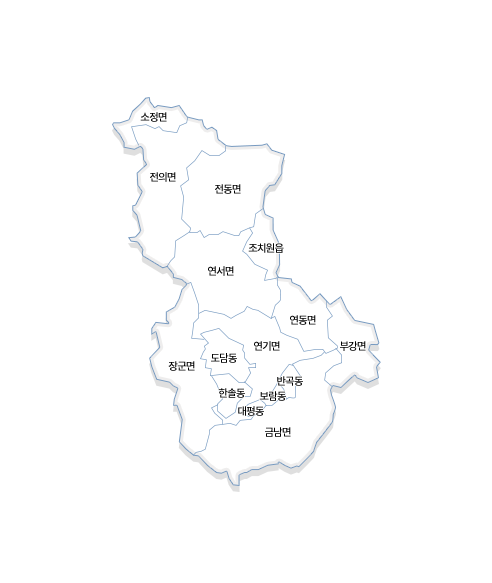 소정면
전의면
전동면
조치원읍
연서면
연동면
연기면
부강면
도담동
장군면
반곡동
한솔동
보람동
대평동
금남면